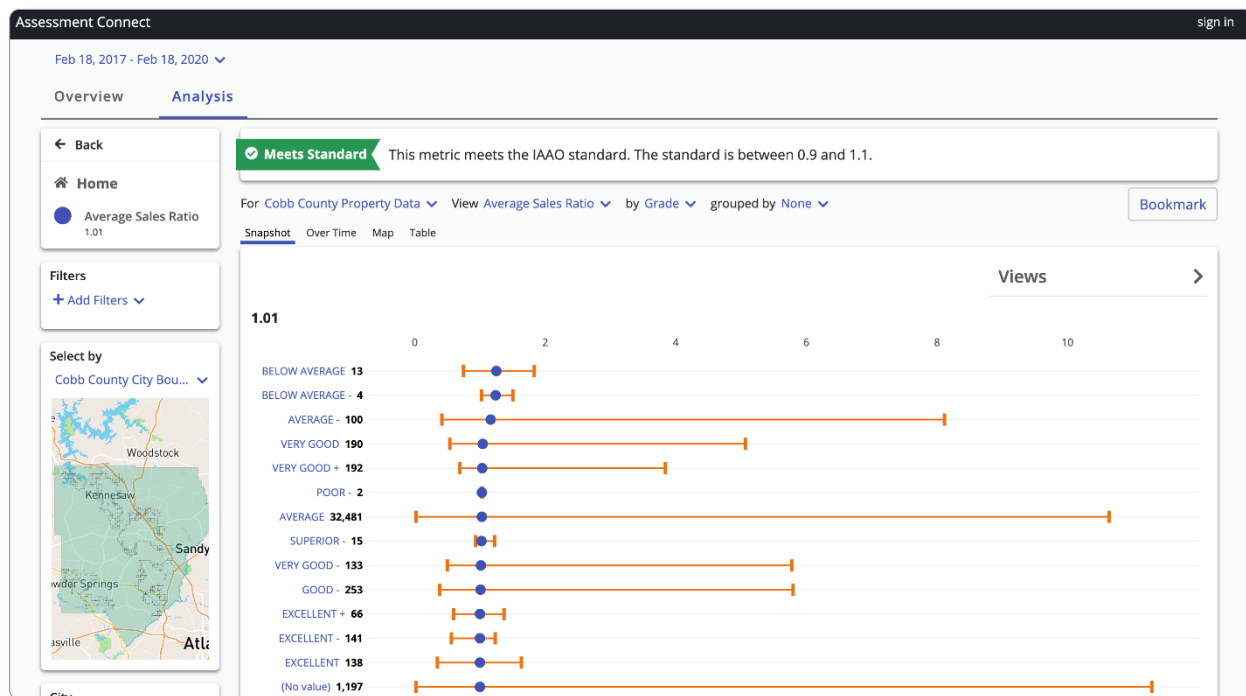 Assessment Connect
sign in
Feb 18, 2017 - Feb 18, 2020
Overview Analysis
Back
Home
Average Sales Ratio
1.01
Filters
+ Add Filters
Select by
Cobb County City Bou...
Woodstock
Kennesaw
Sandy
wder Springs
asville
Atla
Meets Standard This metric meets the IAAO standard. The standard is between 0.9 and 1.1.
For Cobb County Property Data View Average Sales Ratio by Grade grouped by None
Bookmark
Snapshot Over Time Map Table
Views
1.01
0 2 4 6 8 10
BELOW AVERAGE 13
BELOW AVERAGE - 4
AVERAGE - 100
VERY GOOD 190
VERY GOOD + 192
POOR - 2
AVERAGE 32,481
SUPERIOR - 15
VERY GOOD - 133
GOOD - 253
EXCELLENT + 66
EXCELLENT - 141
EXCELLENT 138
(No value) 1,197